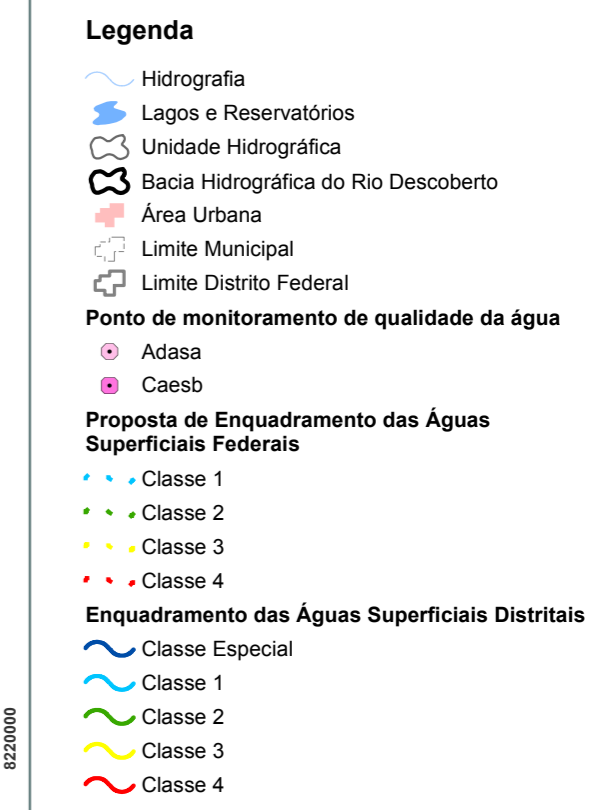 Legenda
Hidrografia
Lagos e Reservatórios
Unidade Hidrográfica
Bacia Hidrográfica do Rio Descoberto
Área Urbana
Limite Municipal
Limite Distrito Federal
Ponto de monitoramento de qualidade da água
Adasa
Caesb
Proposta de Enquadramento das Águas
Superficiais Federais
Classe 1
Classe 2
Classe 3
Classe 4
Enquadramento das Águas Superficiais Distritais
Classe Especial
Classe 1
Classe 2
Classe 3
Classe 4
8220000